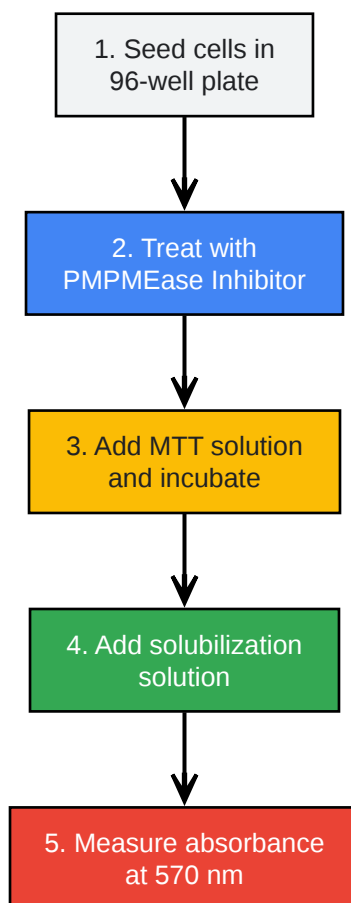 1. Seed cells in
96-well plate
2. Treat with
PMPMEase Inhibitor
3. Add MTT solution
and incubate
4. Add solubilization
solution
5. Measure absorbance
at 570 nm